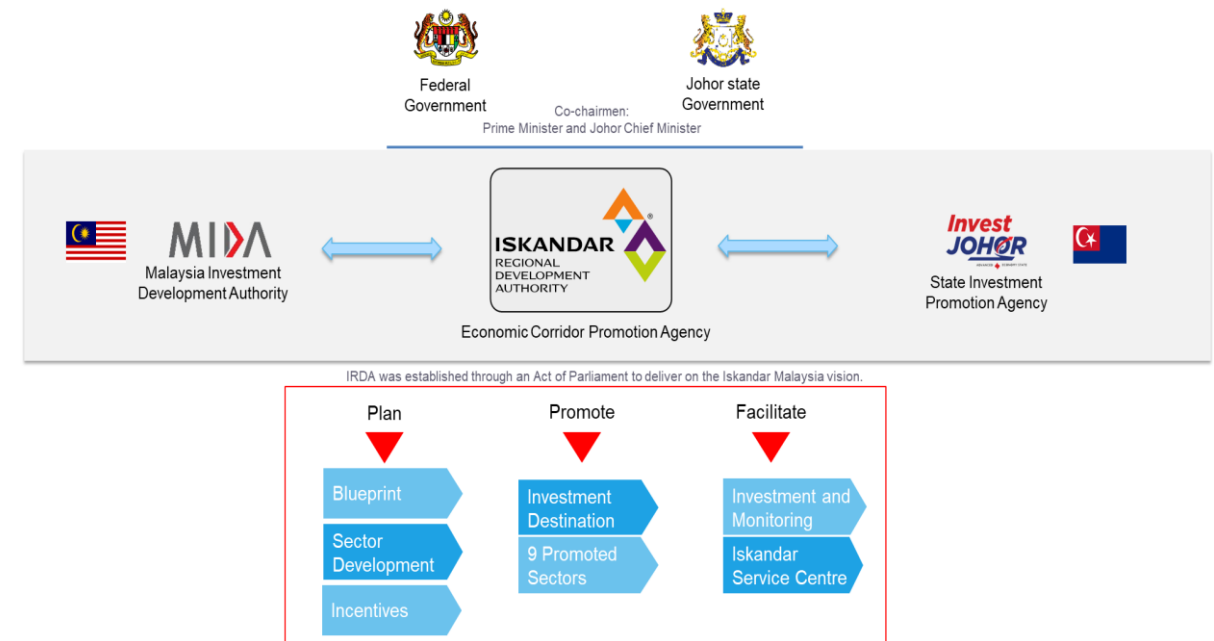 Federal
Government
Johor state
Government
Co-chairmen:
Prime Minister and Johor Chief Minister
MIDA
Malaysia Investment
Development Authority
ISKANDAR
REGIONAL
DEVELOPMENT
AUTHORITY
®
Economic Corridor Promotion Agency
Invest
JOHOR
State Investment
Promotion Agency
IRDA was established through an Act of Parliament to deliver on the Iskandar Malaysia vision.
Plan
Blueprint
Sector
Development
Incentives
Promote
Investment
Destination
9 Promoted
Sectors
Facilitate
Investment and
Monitoring
Iskandar
Service Centre